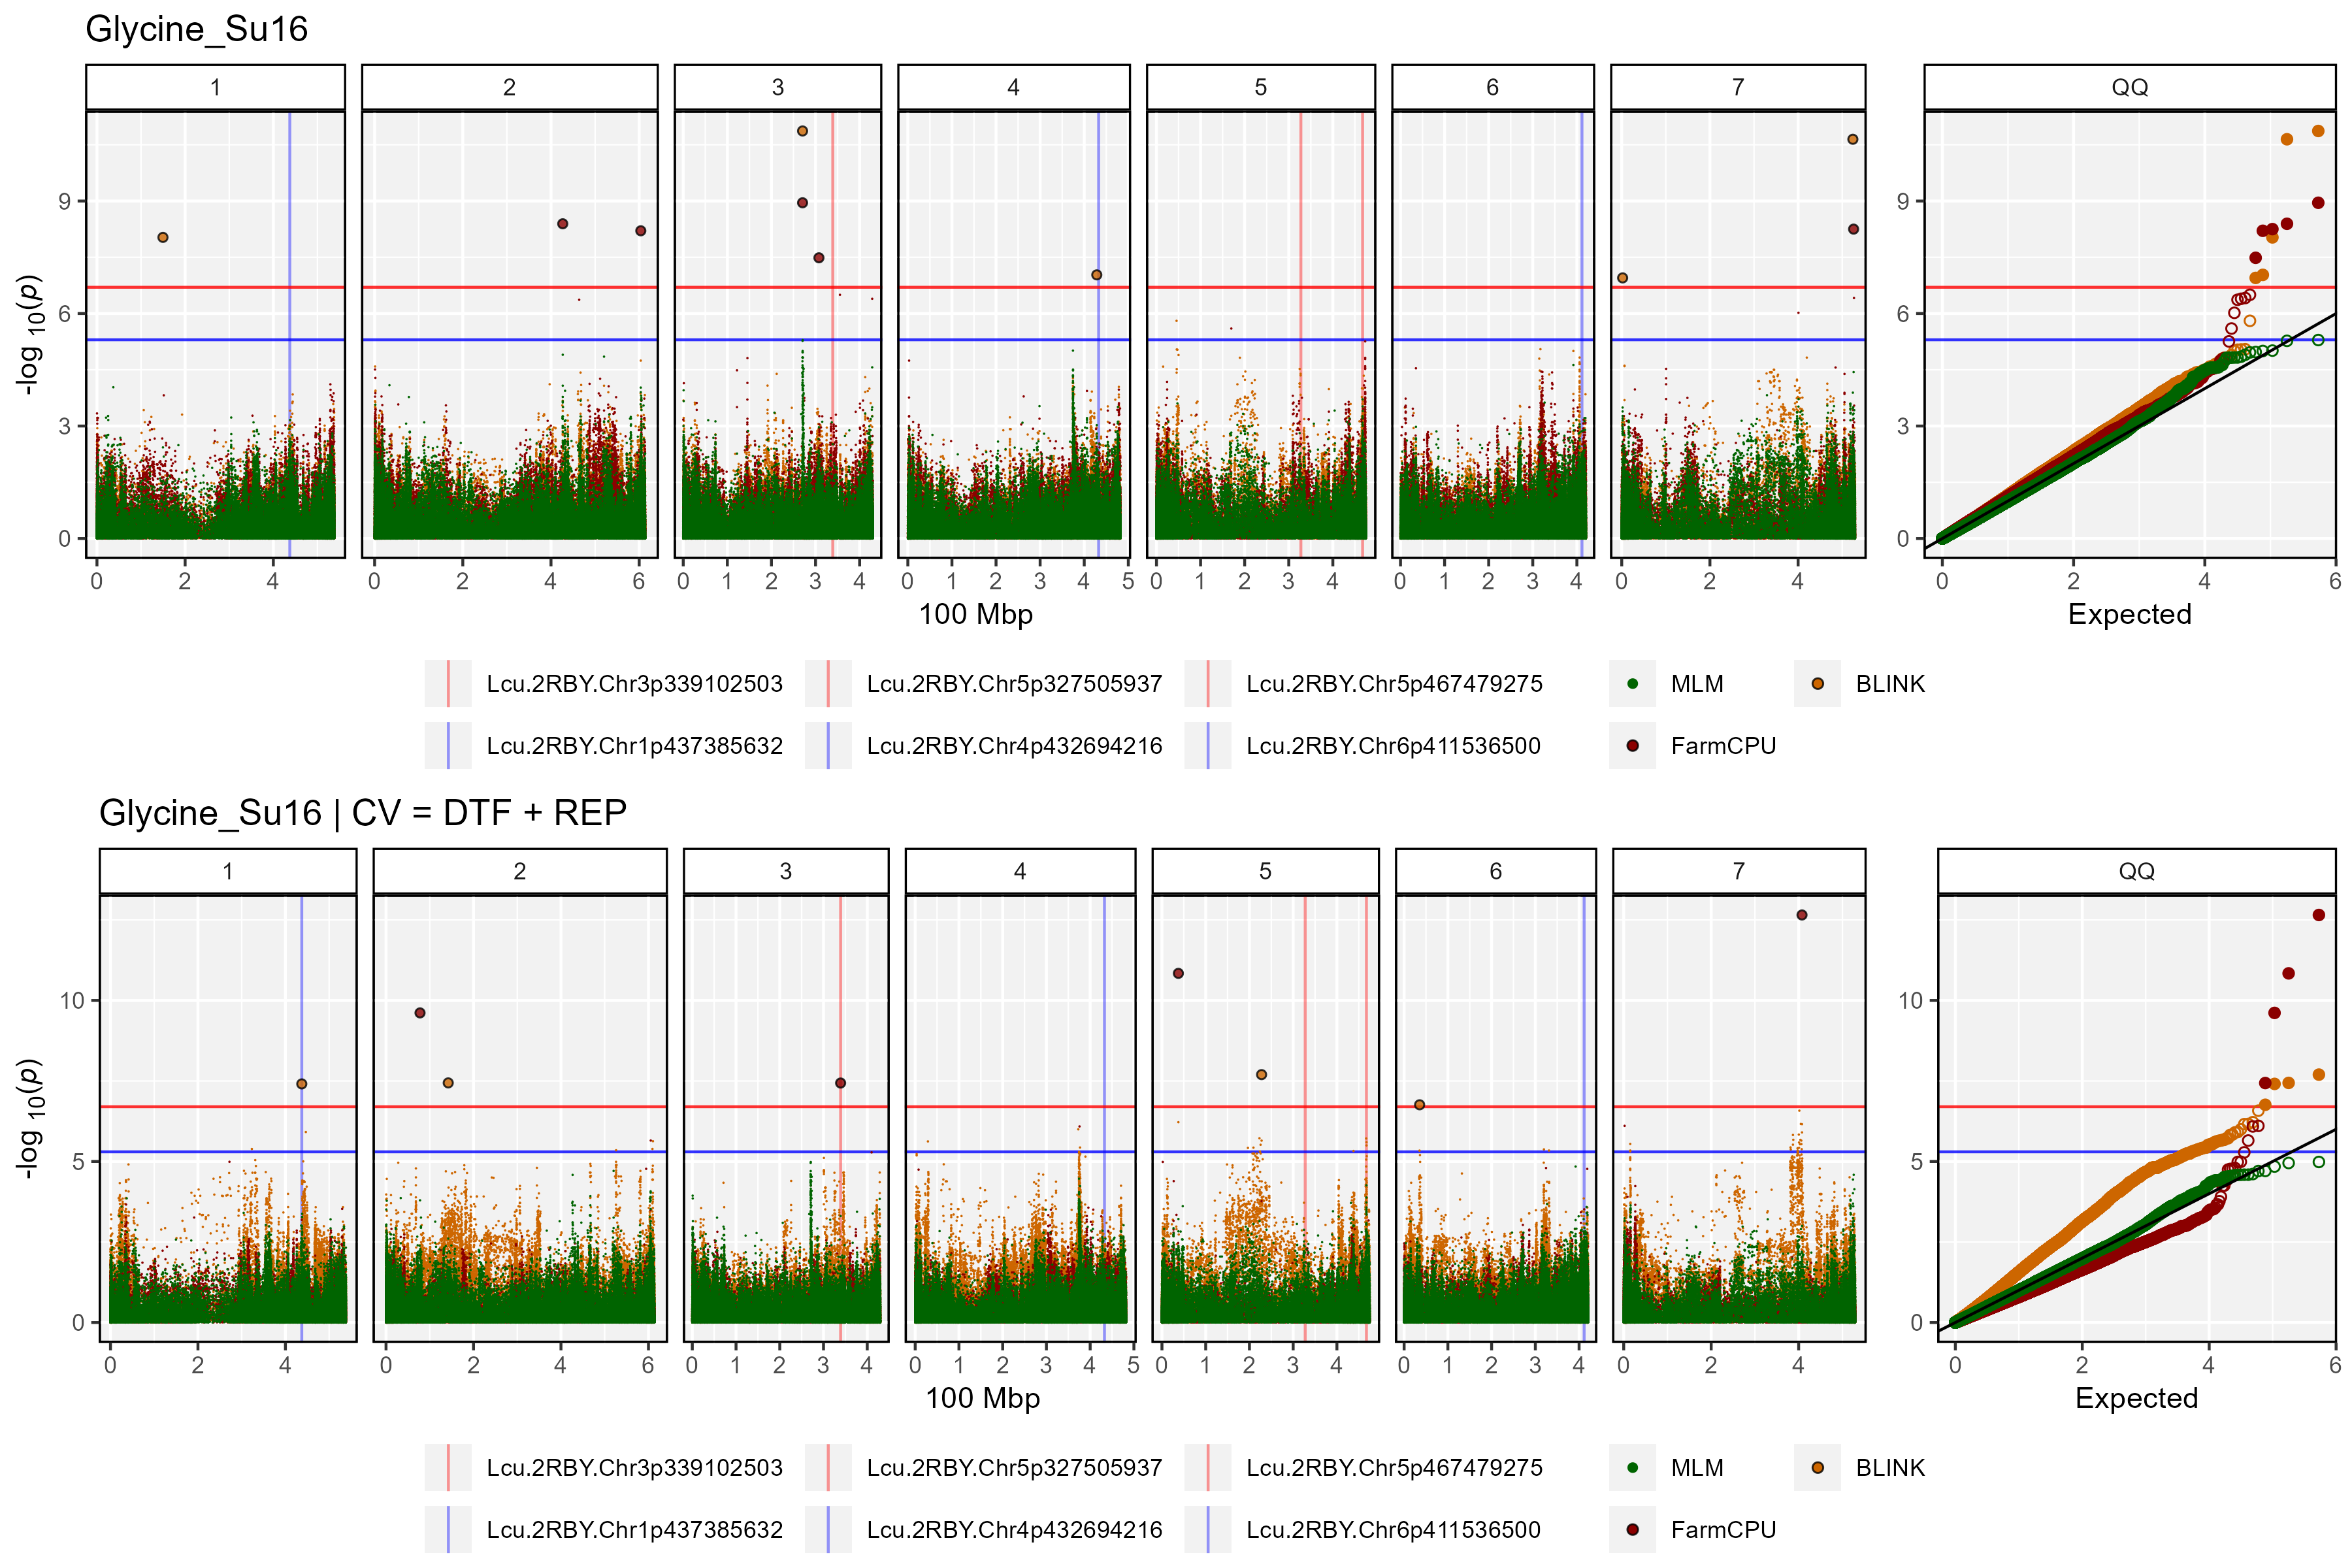 Glycine_Su16
1 2 3 4 5 6 7 QQ
-log 10(p)
9 9
6 6
3 3
0 0
0 2 4 0 2 4 6 0 1 2 3 4 0 1 2 3 4 5 0 1 2 3 4 0 1 2 3 4 0 2 4 0 2 4 6
100 Mbp Expected
Lcu.2RBY.Chr3p339102503 Lcu.2RBY.Chr5p327505937 Lcu.2RBY.Chr5p467479275 MLM BLINK
Lcu.2RBY.Chr1p437385632 Lcu.2RBY.Chr4p432694216 Lcu.2RBY.Chr6p411536500 FarmCPU
Glycine_Su16 | CV = DTF + REP
1 2 3 4 5 6 7 QQ
-log 10(p)
10 10
5 5
0 0
0 2 4 0 2 4 6 0 1 2 3 4 0 1 2 3 4 5 0 1 2 3 4 0 1 2 3 4 0 2 4 0 2 4 6
100 Mbp Expected
Lcu.2RBY.Chr3p339102503 Lcu.2RBY.Chr5p327505937 Lcu.2RBY.Chr5p467479275 MLM BLINK
Lcu.2RBY.Chr1p437385632 Lcu.2RBY.Chr4p432694216 Lcu.2RBY.Chr6p411536500 FarmCPU